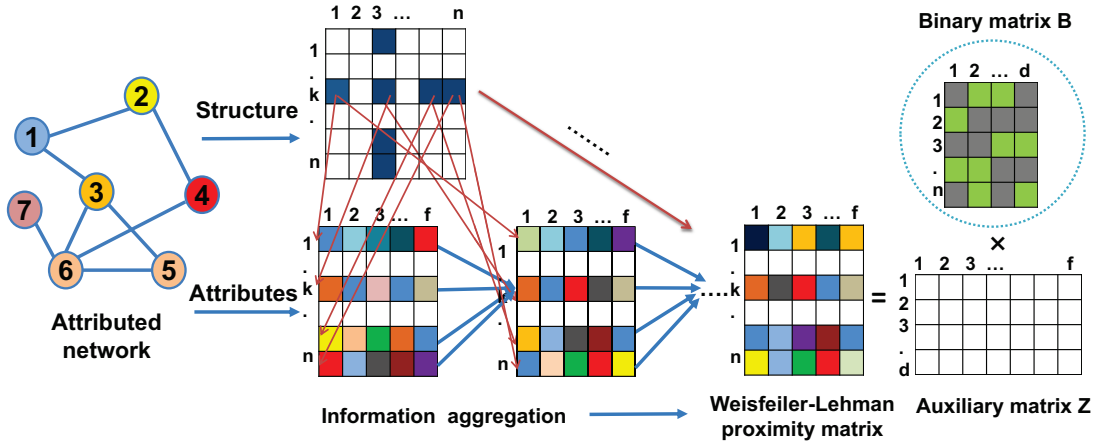 1 2 3 ... n
Binary matrix B
1
.
k
.
n
1 2 ... d
1
2
3
.
n
Structure
2
1
3
4
7
6
5
Attributed
network
Attributes
1 2 3 ... f
1
.
k
.
n
1 2 3 ... f
1
.
.
n
......
1 2 3 ... f
1
.
k
.
n
....
=
×
1 2 3 ... f
1
2
3
.
d
Information aggregation
Weisfeiler-Lehman
proximity matrix
Auxiliary matrix Z